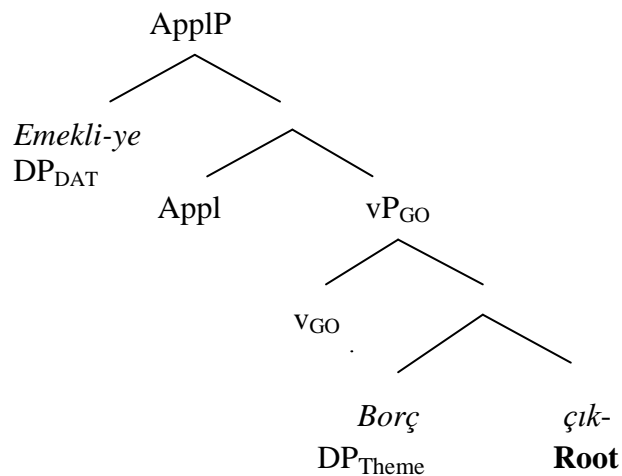 ApplP
Emekli-ye
DP_DAT
Appl
vP_GO
v_GO
Borç
çık-
DP_Theme
Root